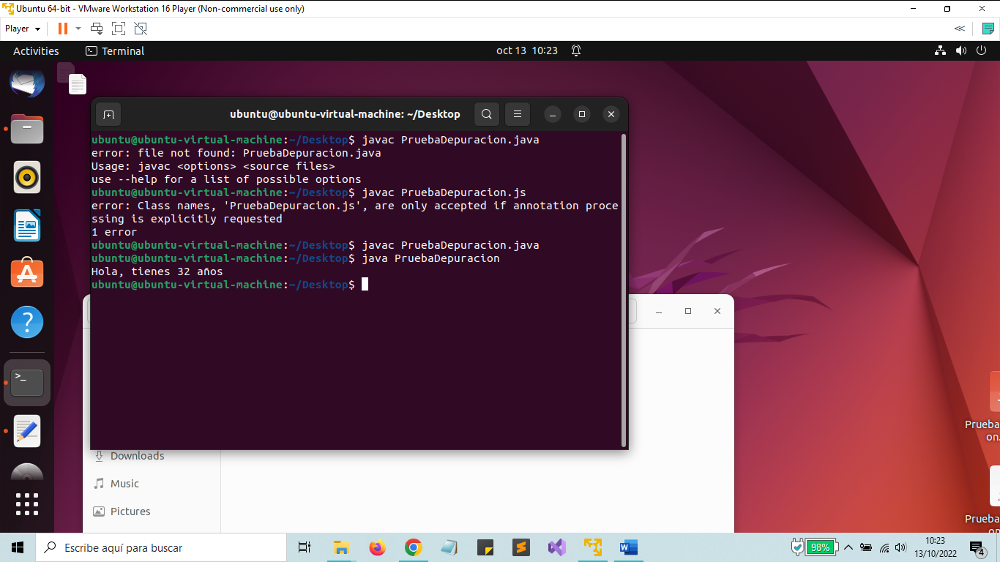 Ubuntu 64-bit - VMware Workstation 16 Player (Non-commercial use only)
Player
Activities
Terminal
oct 13 10:23
ubuntu@ubuntu-virtual-machine: ~/Desktop
ubuntu@ubuntu-virtual-machine:~/Desktop$ javac PruebaDepuracion.java
error: file not found: PruebaDepuracion.java
Usage: javac <options> <source files>
use --help for a list of possible options
ubuntu@ubuntu-virtual-machine:~/Desktop$ javac PruebaDepuracion.js
error: Class names, 'PruebaDepuracion.js', are only accepted if annotation proce
ssing is explicitly requested
1 error
ubuntu@ubuntu-virtual-machine:~/Desktop$ javac PruebaDepuracion.java
ubuntu@ubuntu-virtual-machine:~/Desktop$ java PruebaDepuracion
Hola, tienes 32 años
ubuntu@ubuntu-virtual-machine:~/Desktop$
Prueba
on.
Downloads
Music
Pictures
Prueba
Escribe aquí para buscar
98%
10:23
13/10/2022
4